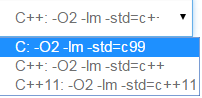 C++: -O2 -lm -std=c+
C: -O2 -lm -std=c99
C++: -O2 -lm -std=c++
C++11: -O2 -lm -std=c++11